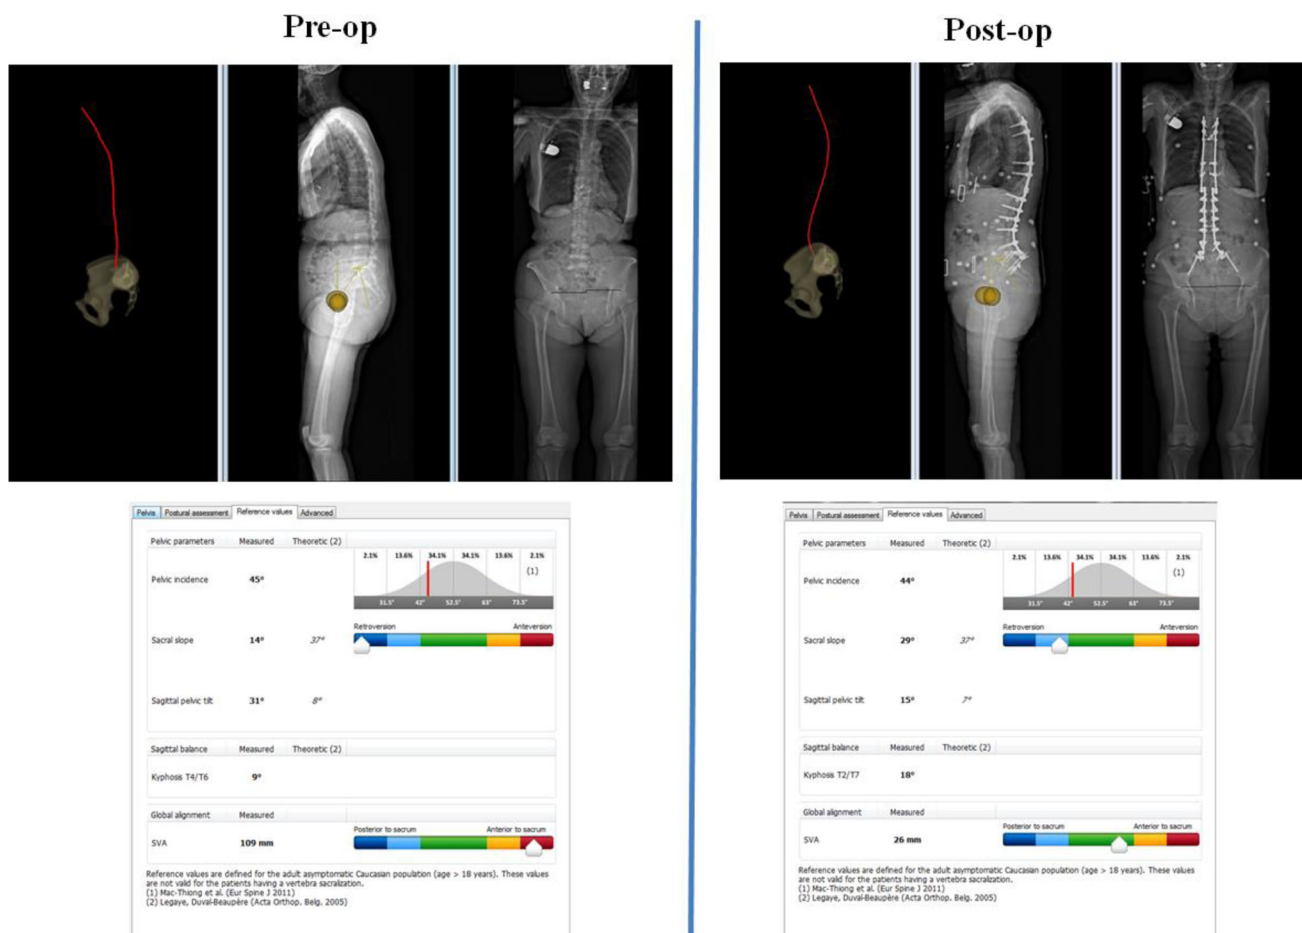 Pre-op
Post-op
Pelvis Postural assessment Reference values Advanced
Pelvic parameters Measured Theoretic (2)
2.1% 13.6% 34.1% 34.1% 13.6% 2.1%
(1)
Pelvic incidence 45°
31.5° 42° 52.5° 63° 73.5°
Retroversion Anteversion
Sacral slope 14° 37°
Sagittal pelvic tilt 31° 8°
Sagittal balance Measured Theoretic (2)
Kyphosis T4/T6 9°
Global alignment Measured
Posterior to sacrum Anterior to sacrum
SVA 109 mm
Reference values are defined for the adult asymptomatic Caucasian population (age > 18 years). These values
are not valid for the patients having a vertebra sacralization.
(1) Mac-Thiong et al. (Eur Spine J 2011)
(2) Legaye, Duval-Beaupère (Acta Orthop. Belg. 2005)
Pelvis Postural assessment Reference values Advanced
Pelvic parameters Measured Theoretic (2)
2.1% 13.6% 34.1% 34.1% 13.6% 2.1%
(1)
Pelvic incidence 44°
31.5° 42° 52.5° 63° 73.5°
Retroversion Anteversion
Sacral slope 29° 37°
Sagittal pelvic tilt 15° 7°
Sagittal balance Measured Theoretic (2)
Kyphosis T2/T7 18°
Global alignment Measured
Posterior to sacrum Anterior to sacrum
SVA 26 mm
Reference values are defined for the adult asymptomatic Caucasian population (age > 18 years). These values
are not valid for the patients having a vertebra sacralization.
(1) Mac-Thiong et al. (Eur Spine J 2011)
(2) Legaye, Duval-Beaupère (Acta Orthop. Belg. 2005)